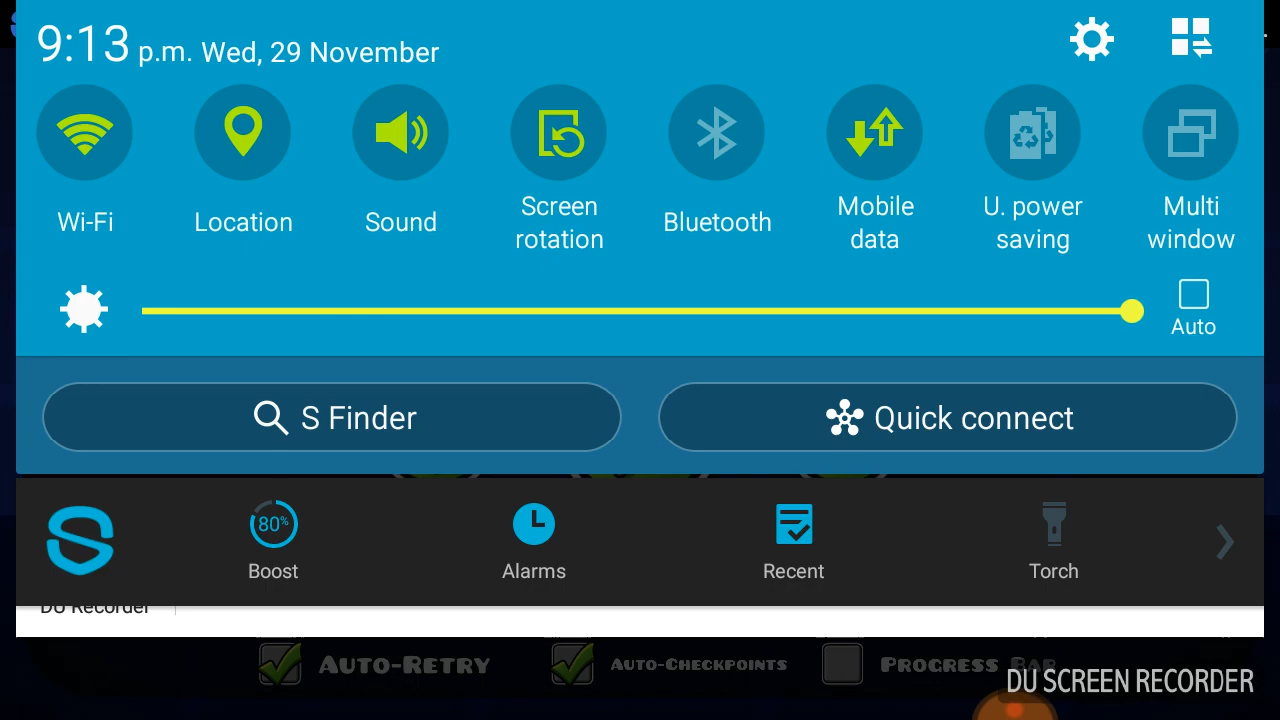 9:13 p.m. Wed, 29 November
Wi-Fi
Location
Sound
Screen
rotation
Bluetooth
Mobile
data
U. power
saving
Multi
window
Auto
S Finder
Quick connect
80%
Boost
Alarms
Recent
Torch
DU Recorder
Auto-Retry
Auto-Checkpoints
Progress Bar
DU SCREEN RECORDER